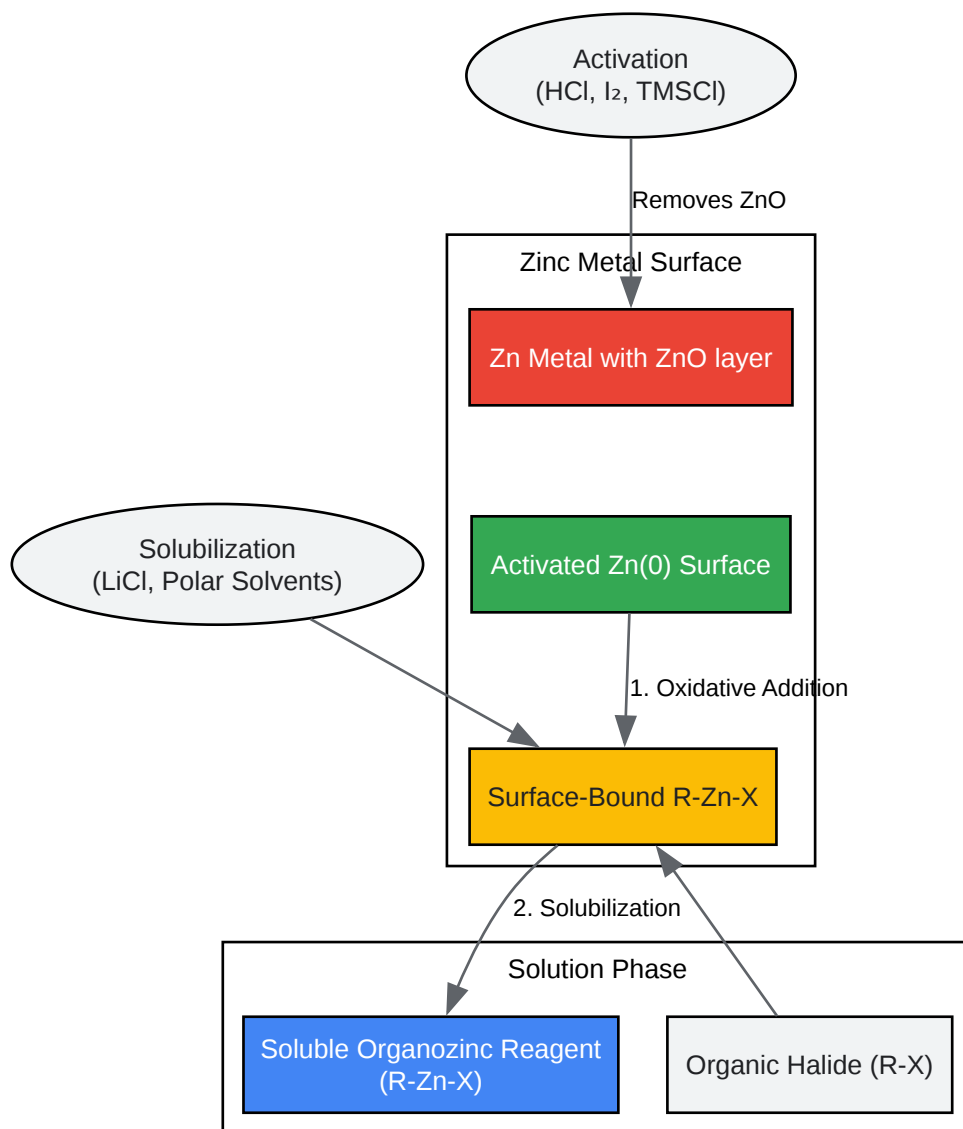 Activation
(HCl, I₂, TMSCl)
Removes ZnO
Zinc Metal Surface
Zn Metal with ZnO layer
Solubilization
(LiCl, Polar Solvents)
Activated Zn(0) Surface
1. Oxidative Addition
Surface-Bound R-Zn-X
2. Solubilization
Solution Phase
Soluble Organozinc Reagent
(R-Zn-X)
Organic Halide (R-X)